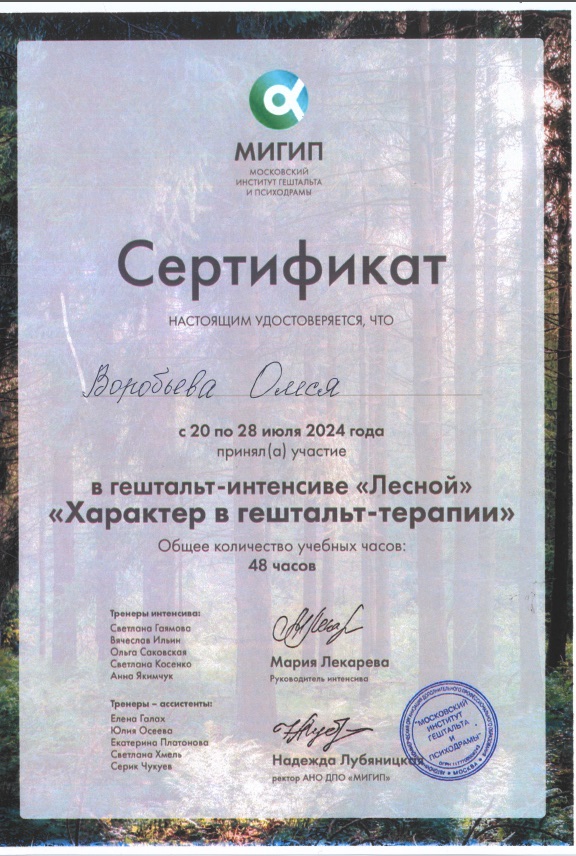 МИГИП
МОСКОВСКИЙ
ИНСТИТУТ ГЕШТАЛЬТА
И ПСИХОДРАМЫ
Сертификат
НАСТОЯЩИМ УДОСТОВЕРЯЕТСЯ, ЧТО
Воробьева Олеся
с 20 по 28 июля 2024 года
принял(а) участие
в гештальт-интенсиве «Лесной»
«Характер в гештальт-терапии»
Общее количество учебных часов:
48 часов
Тренеры интенсива:
Светлана Гаямова
Вячеслав Ильин
Ольга Саковская
Светлана Косенко
Анна Якимчук
Мария Лекарева
Руководитель интенсива
Тренеры – ассистенты:
Елена Галах
Юлия Осеева
Екатерина Платонова
Светлана Хмель
Серик Чукуев
Надежда Лубяницкая
ректор АНО ДПО «МИГИП»
"МОСКОВСКИЙ
ИНСТИТУТ
ГЕШТАЛЬТА
И
ПСИХОДРАМЫ"
МОСКВА